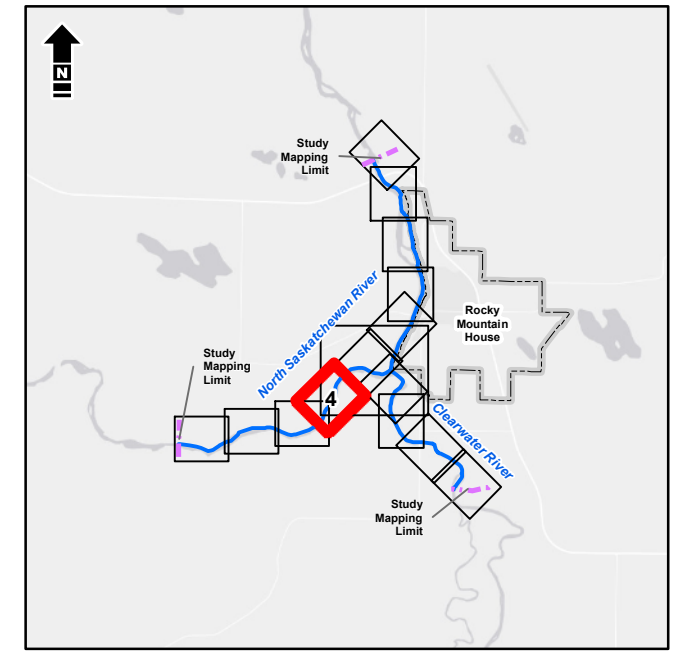 N
Study
Mapping
Limit
North Saskatchewan River
Rocky
Mountain
House
Study
Mapping
Limit
4
Clearwater River
Study
Mapping
Limit